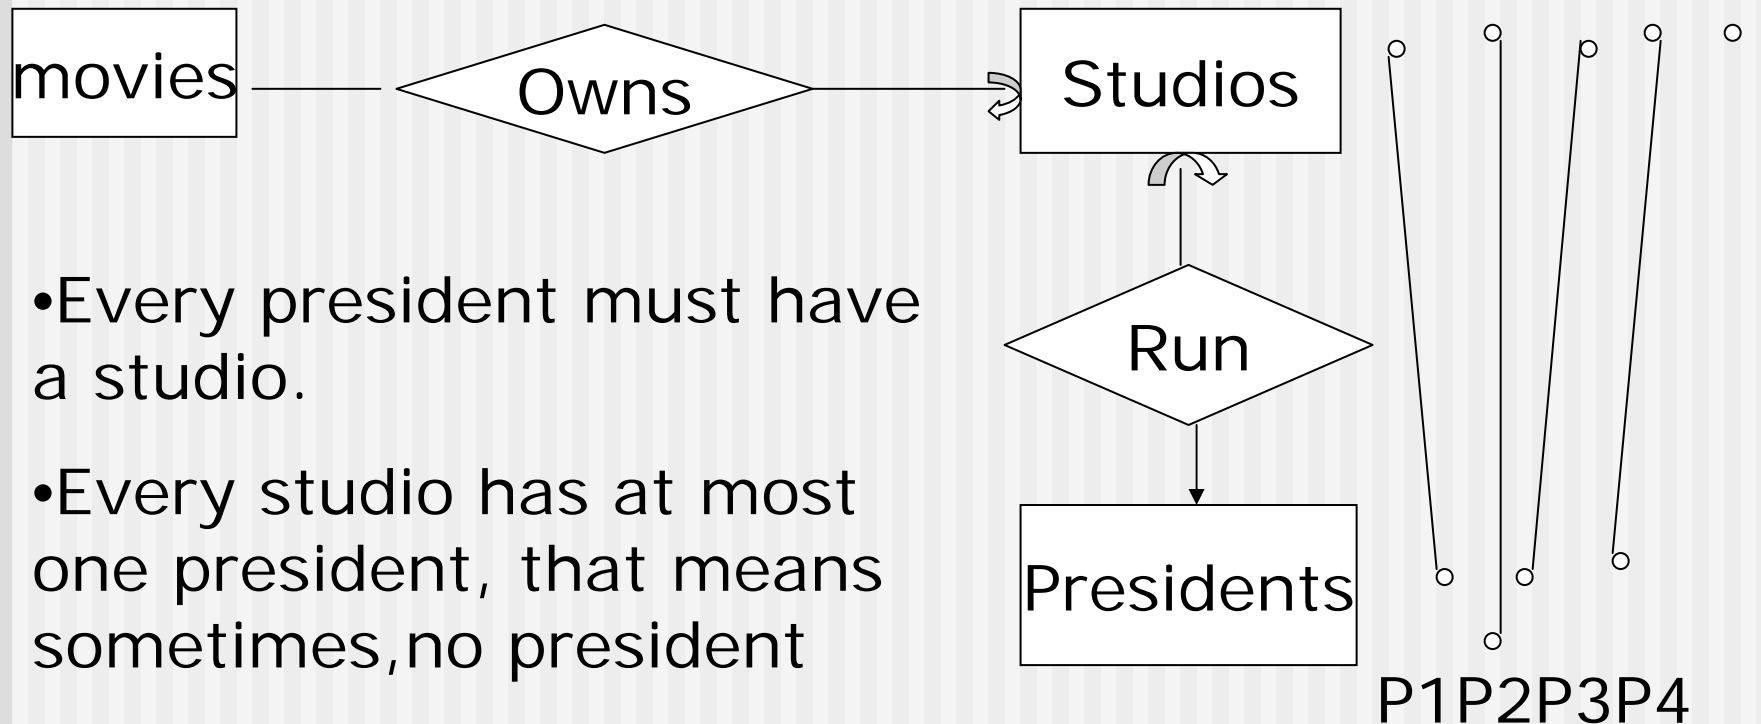 movies
Owns
Studios
•Every president must have
a studio.
Run
•Every studio has at most
one president, that means
sometimes,no president
Presidents
P1P2P3P4